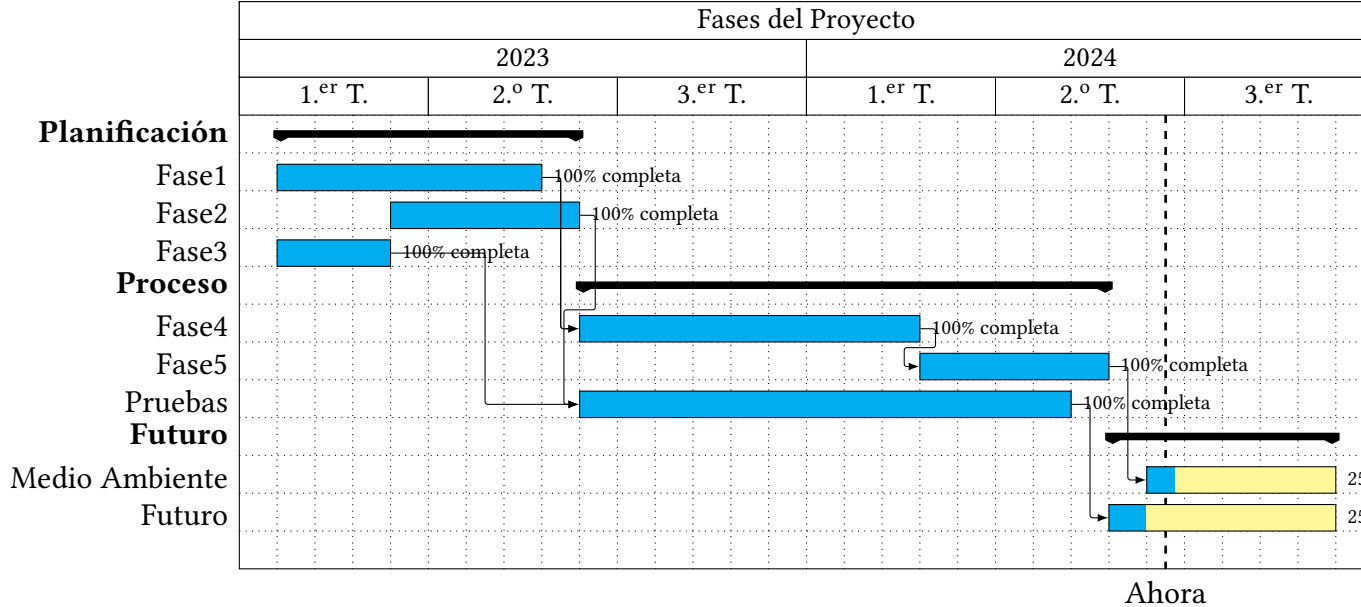 Fases del Proyecto
2023 2024
1.er T. 2.º T. 3.er T. 1.er T. 2.º T. 3.er T.
Planificación
Fase1 100% completa
Fase2 100% completa
Fase3 100% completa
Proceso
Fase4 100% completa
Fase5 100% completa
Pruebas 100% completa
Futuro
Medio Ambiente 25
Futuro 25
Ahora